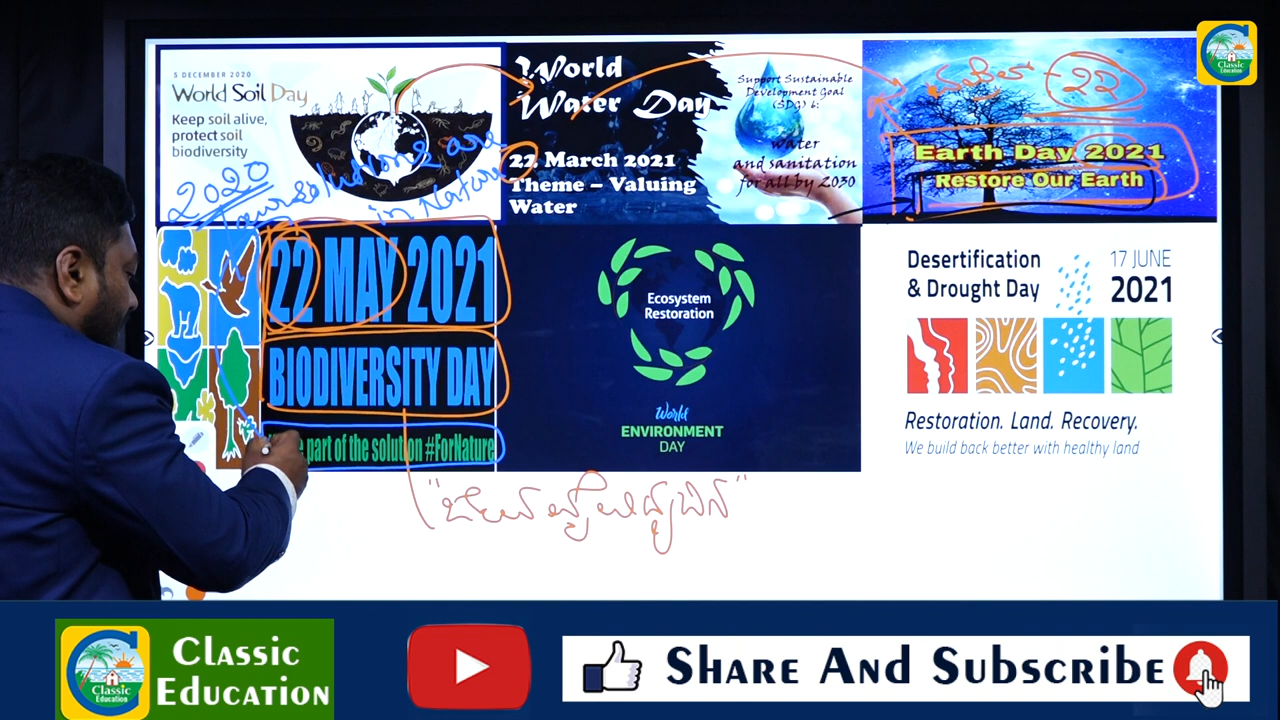 5 DECEMBER 2020
World Soil Day
Keep soil alive,
protect soil
biodiversity
2020
solutions are
in Nature
World
Water Day
22 March 2021
Theme – Valuing
Water
Support Sustainable
Development Goal
(SDG) 6:
water
and sanitation
for all by 2030
22
Earth Day 2021
Restore Our Earth
Classic
Education
22 MAY 2021
BIODIVERSITY DAY
part of the solution #ForNature
Ecosystem
Restoration
World
ENVIRONMENT
DAY
Desertification
& Drought Day
17 JUNE
2021
Restoration. Land. Recovery.
We build back better with healthy land
Classic
Education
CLASSIC
EDUCATION
SHARE AND SUBSCRIBE